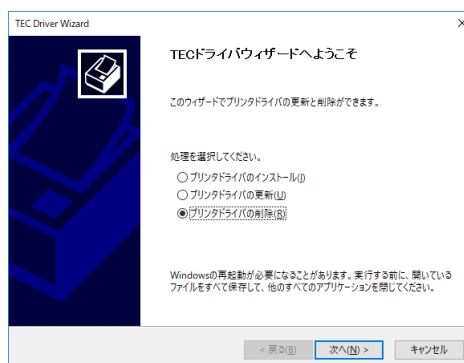 TEC Driver Wizard
TECドライバウィザードへようこそ
このウィザードでプリンタドライバの更新と削除ができます。
処理を選択してください。
プリンタドライバのインストール(I)
プリンタドライバの更新(U)
プリンタドライバの削除(R)
Windowsの再起動が必要になることがあります。実行する前に、開いている
ファイルをすべて保存して、他のすべてのアプリケーションを閉じてください。
< 戻る(B) 次へ(N) > キャンセル